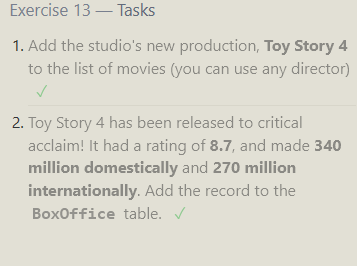 Exercise 13 — Tasks
1. Add the studio's new production, Toy Story 4
to the list of movies (you can use any director)
✓
2. Toy Story 4 has been released to critical
acclaim! It had a rating of 8.7, and made 340
million domestically and 270 million
internationally. Add the record to the
BoxOffice table. ✓